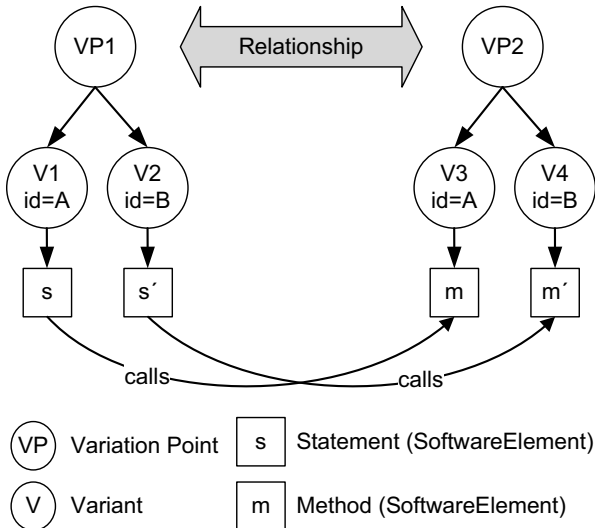 VP1
Relationship
VP2
V1
id=A
V2
id=B
V3
id=A
V4
id=B
s
s´
m
m´
calls
calls
VP
Variation Point
s
Statement (SoftwareElement)
V
Variant
m
Method (SoftwareElement)